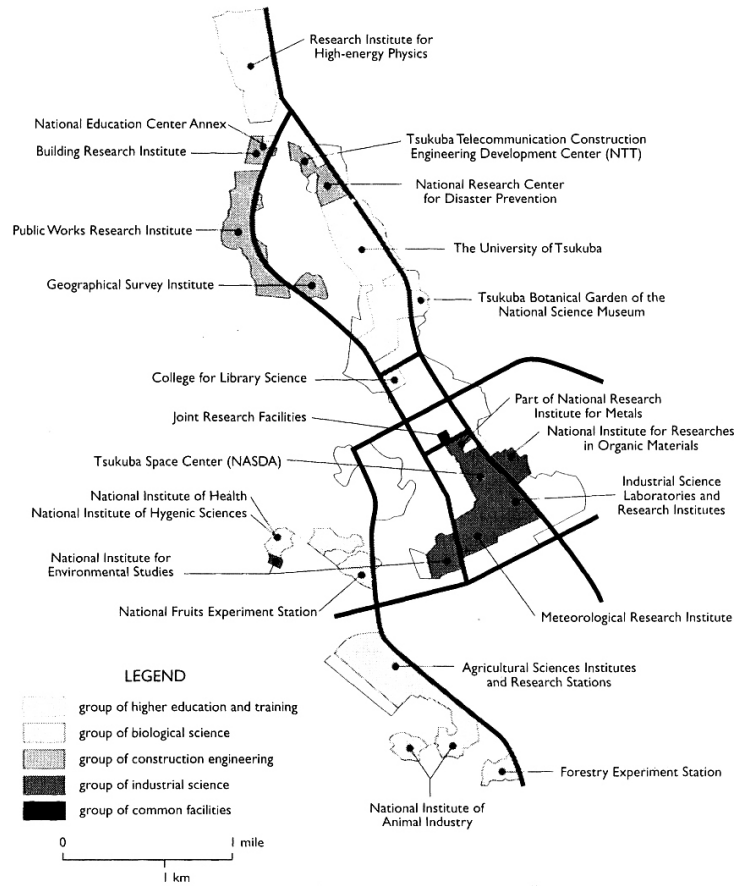 Research Institute for
High-energy Physics
National Education Center Annex
Building Research Institute
Tsukuba Telecommunication Construction
Engineering Development Center (NTT)
National Research Center
for Disaster Prevention
Public Works Research Institute
The University of Tsukuba
Geographical Survey Institute
Tsukuba Botanical Garden of the
National Science Museum
College for Library Science
Part of National Research
Institute for Metals
Joint Research Facilities
National Institute for Researches
in Organic Materials
Tsukuba Space Center (NASDA)
Industrial Science
Laboratories and
Research Institutes
National Institute of Health
National Institute of Hygenic Sciences
National Institute for
Environmental Studies
National Fruits Experiment Station
Meteorological Research Institute
Agricultural Sciences Institutes
and Research Stations
Forestry Experiment Station
National Institute of
Animal Industry
LEGEND
group of higher education and training
group of biological science
group of construction engineering
group of industrial science
group of common facilities
0 1 mile
1 km